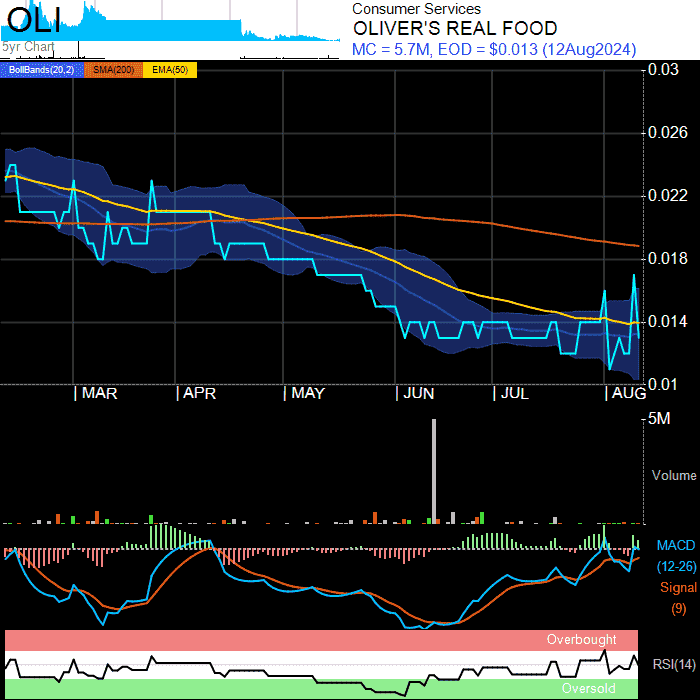 OLI
5yr Chart
Consumer Services
OLIVER'S REAL FOOD
MC = 5.7M, EOD = $0.013 (12Aug2024)
BollBands(20,2) SMA(200) EMA(50)
0.03
0.026
0.022
0.018
0.014
0.01
MAR APR MAY JUN JUL AUG
5M
Volume
MACD
(12-26)
Signal
(9)
Overbought
RSI(14)
Oversold